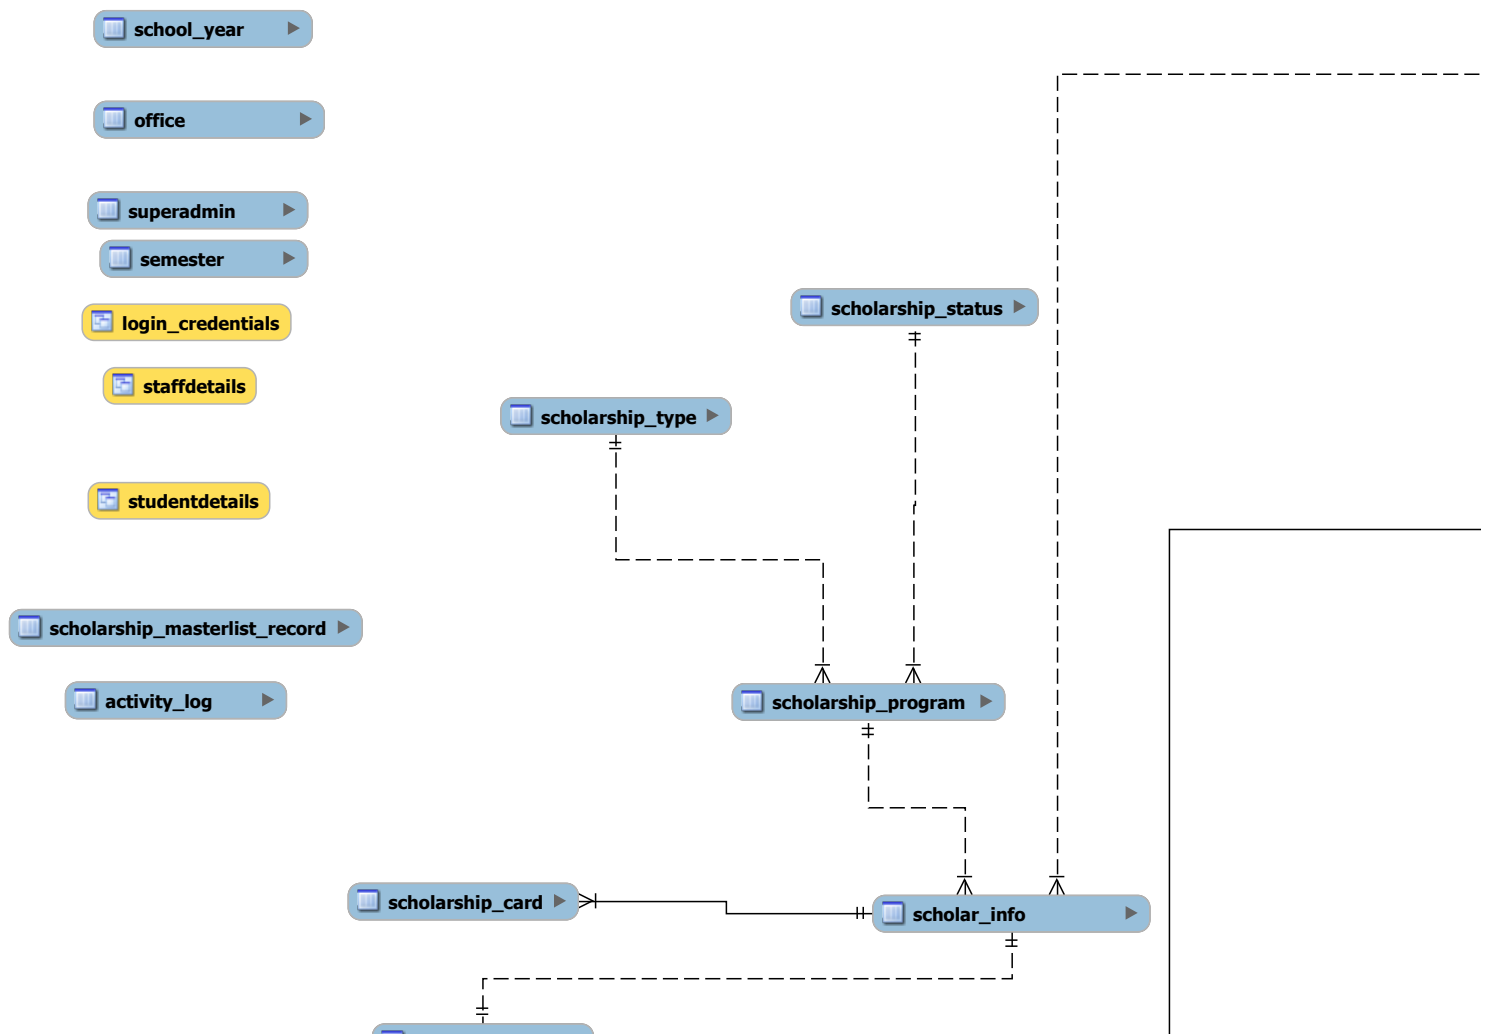 school_year
office
superadmin
semester
login_credentials
scholarship_status
staffdetails
scholarship_type
studentdetails
scholarship_masterlist_record
activity_log
scholarship_program
scholarship_card
scholar_info